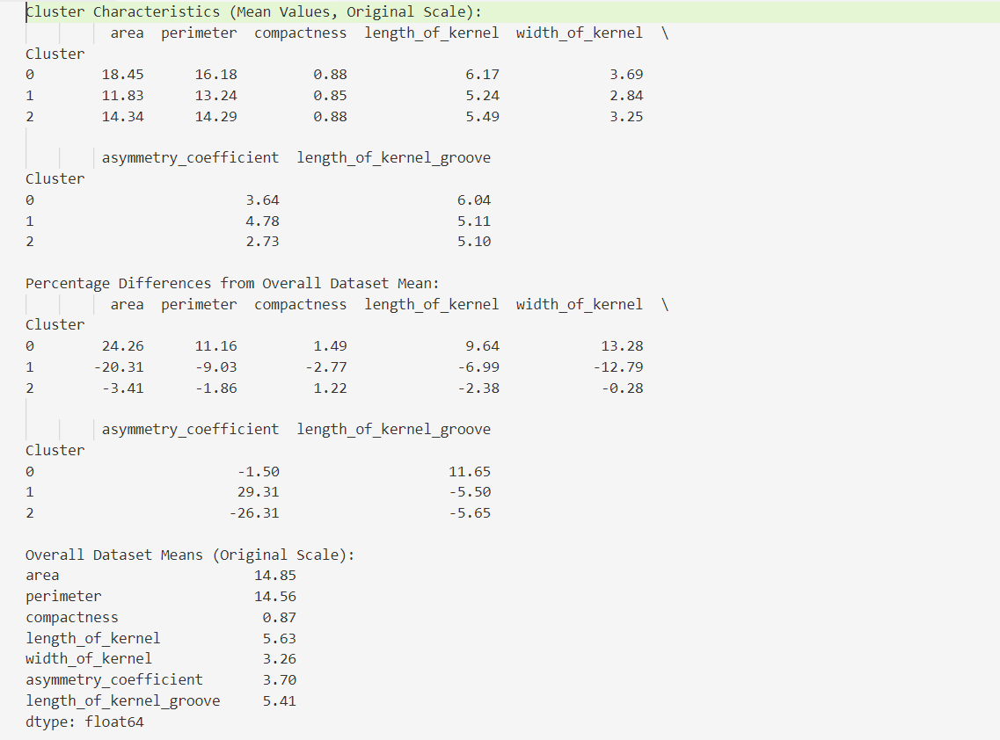 Cluster Characteristics (Mean Values, Original Scale):
area perimeter compactness length_of_kernel width_of_kernel \
Cluster
0 18.45 16.18 0.88 6.17 3.69
1 11.83 13.24 0.85 5.24 2.84
2 14.34 14.29 0.88 5.49 3.25
asymmetry_coefficient length_of_kernel_groove
Cluster
0 3.64 6.04
1 4.78 5.11
2 2.73 5.10
Percentage Differences from Overall Dataset Mean:
area perimeter compactness length_of_kernel width_of_kernel \
Cluster
0 24.26 11.16 1.49 9.64 13.28
1 -20.31 -9.03 -2.77 -6.99 -12.79
2 -3.41 -1.86 1.22 -2.38 -0.28
asymmetry_coefficient length_of_kernel_groove
Cluster
0 -1.50 11.65
1 29.31 -5.50
2 -26.31 -5.65
Overall Dataset Means (Original Scale):
area 14.85
perimeter 14.56
compactness 0.87
length_of_kernel 5.63
width_of_kernel 3.26
asymmetry_coefficient 3.70
length_of_kernel_groove 5.41
dtype: float64